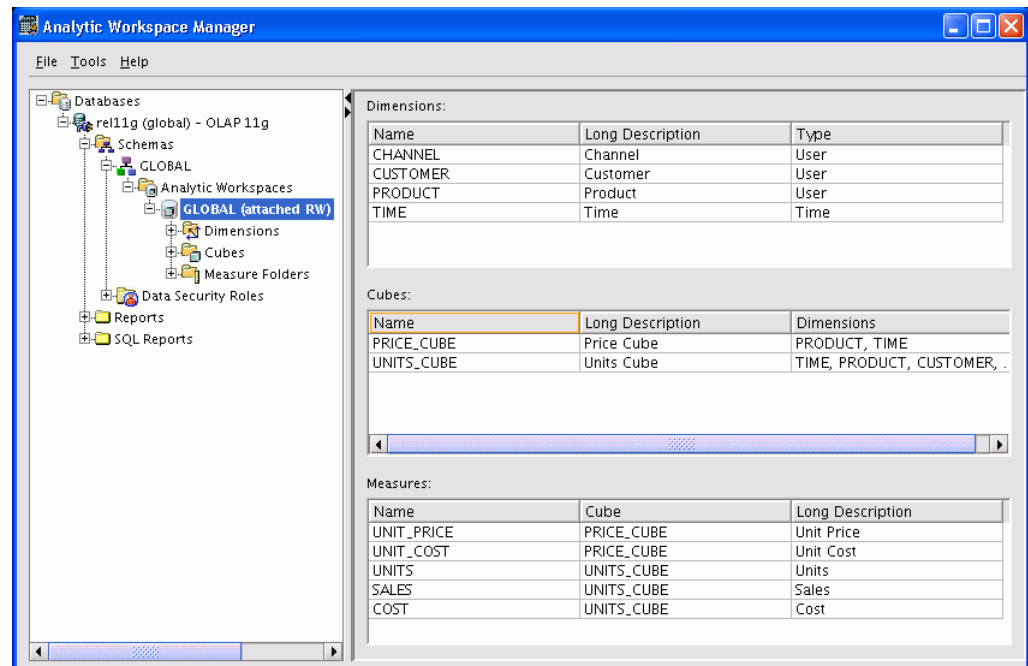 Analytic Workspace Manager
File Tools Help
Databases
rel11g (global) - OLAP 11g
Schemas
GLOBAL
Analytic Workspaces
GLOBAL (attached RW)
Dimensions
Cubes
Measure Folders
Data Security Roles
Reports
SQL Reports
Dimensions:
Name Long Description Type
CHANNEL Channel User
CUSTOMER Customer User
PRODUCT Product User
TIME Time Time
Cubes:
Name Long Description Dimensions
PRICE_CUBE Price Cube PRODUCT, TIME
UNITS_CUBE Units Cube TIME, PRODUCT, CUSTOMER, .
Measures:
Name Cube Long Description
UNIT_PRICE PRICE_CUBE Unit Price
UNIT_COST PRICE_CUBE Unit Cost
UNITS UNITS_CUBE Units
SALES UNITS_CUBE Sales
COST UNITS_CUBE Cost